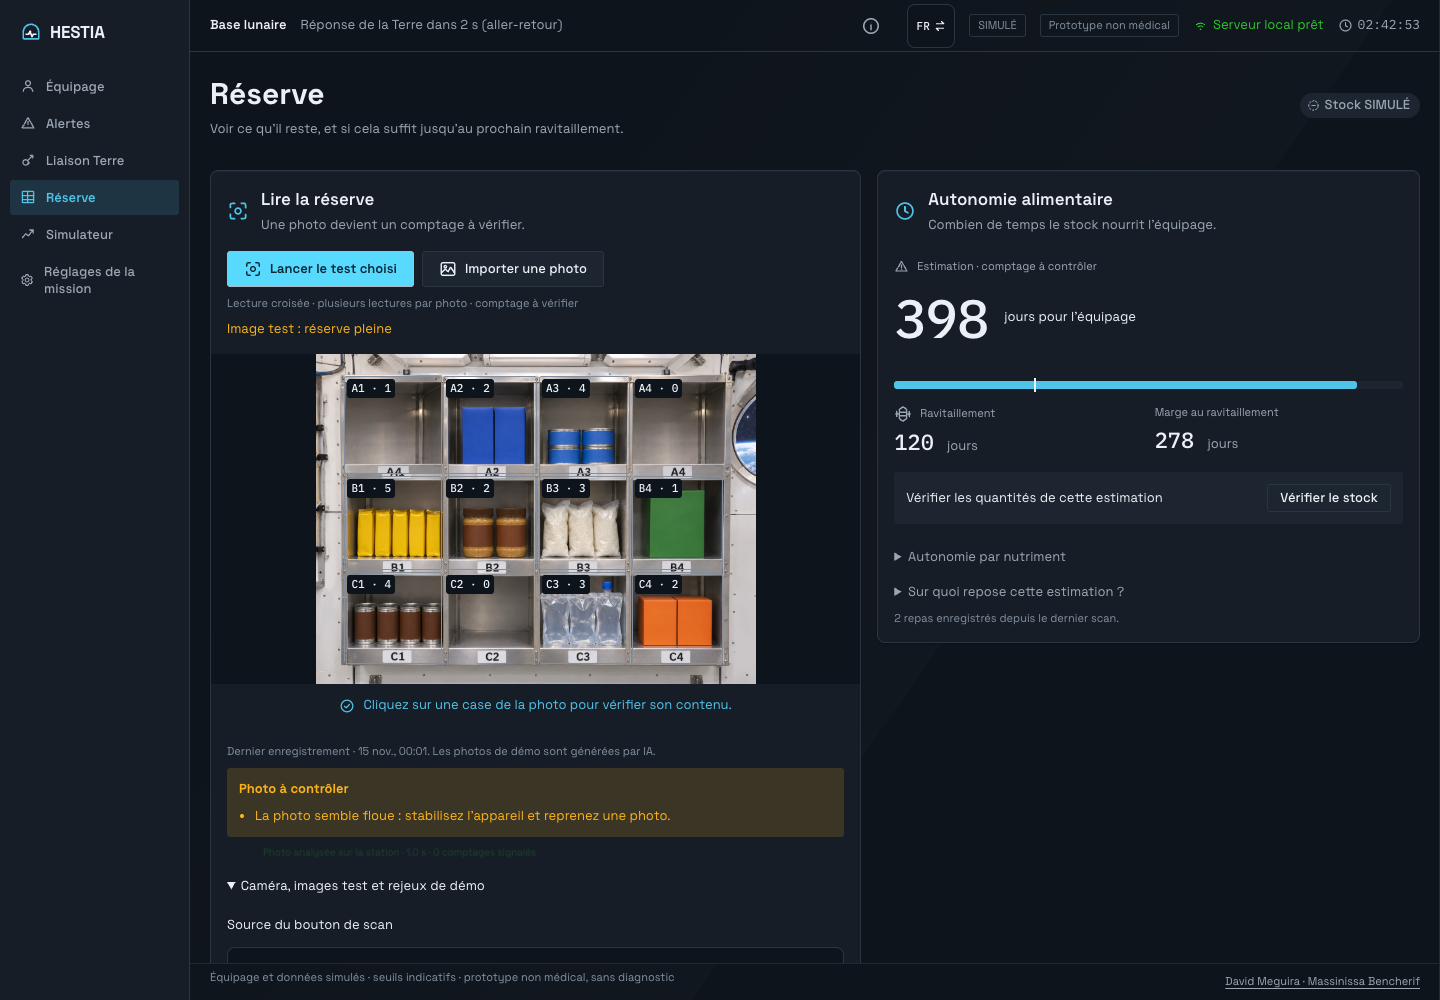 HESTIA
Équipage
Alertes
Liaison Terre
Réserve
Simulateur
Réglages de la
mission
Base lunaire Réponse de la Terre dans 2 s (aller-retour)
FR
SIMULÉ
Prototype non médical
Serveur local prêt
02:42:53
Réserve
Voir ce qu'il reste, et si cela suffit jusqu'au prochain ravitaillement.
Stock SIMULÉ
Lire la réserve
Une photo devient un comptage à vérifier.
Lancer le test choisi
Importer une photo
Lecture croisée · plusieurs lectures par photo · comptage à vérifier
Image test : réserve pleine
A1 · 1 A2 · 2 A3 · 4 A4 · 0
A1 A2 A3 A4
B1 · 5 B2 · 2 B3 · 3 B4 · 1
B1 B2 B3 B4
C1 · 4 C2 · 0 C3 · 3 C4 · 2
C1 C2 C3 C4
Cliquez sur une case de la photo pour vérifier son contenu.
Dernier enregistrement · 15 nov., 00:01. Les photos de démo sont générées par IA.
Photo à contrôler
• La photo semble floue : stabilisez l'appareil et reprenez une photo.
Photo analysée sur la station · 1.0 s · 0 comptages signalés
Caméra, images test et rejeux de démo
Source du bouton de scan
Autonomie alimentaire
Combien de temps le stock nourrit l'équipage.
Estimation · comptage à contrôler
398 jours pour l'équipage
Ravitaillement
120 jours
Marge au ravitaillement
278 jours
Vérifier les quantités de cette estimation
Vérifier le stock
Autonomie par nutriment
Sur quoi repose cette estimation ?
2 repas enregistrés depuis le dernier scan.
Équipage et données simulés · seuils indicatifs · prototype non médical, sans diagnostic
David Meguira · Massinissa Bencherif